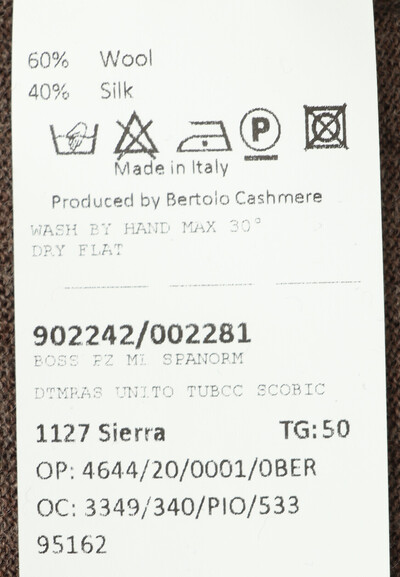 60% Wool
40% Silk
P
Made in Italy
Produced by Bertolo Cashmere
WASH BY HAND MAX 30°
DRY FLAT
902242/002281
BOSS PZ ML SPANORM
DTMRAS UNITO TUBCC SCOBIC
1127 Sierra TG:50
OP: 4644/20/0001/0BER
OC: 3349/340/PIO/533
95162